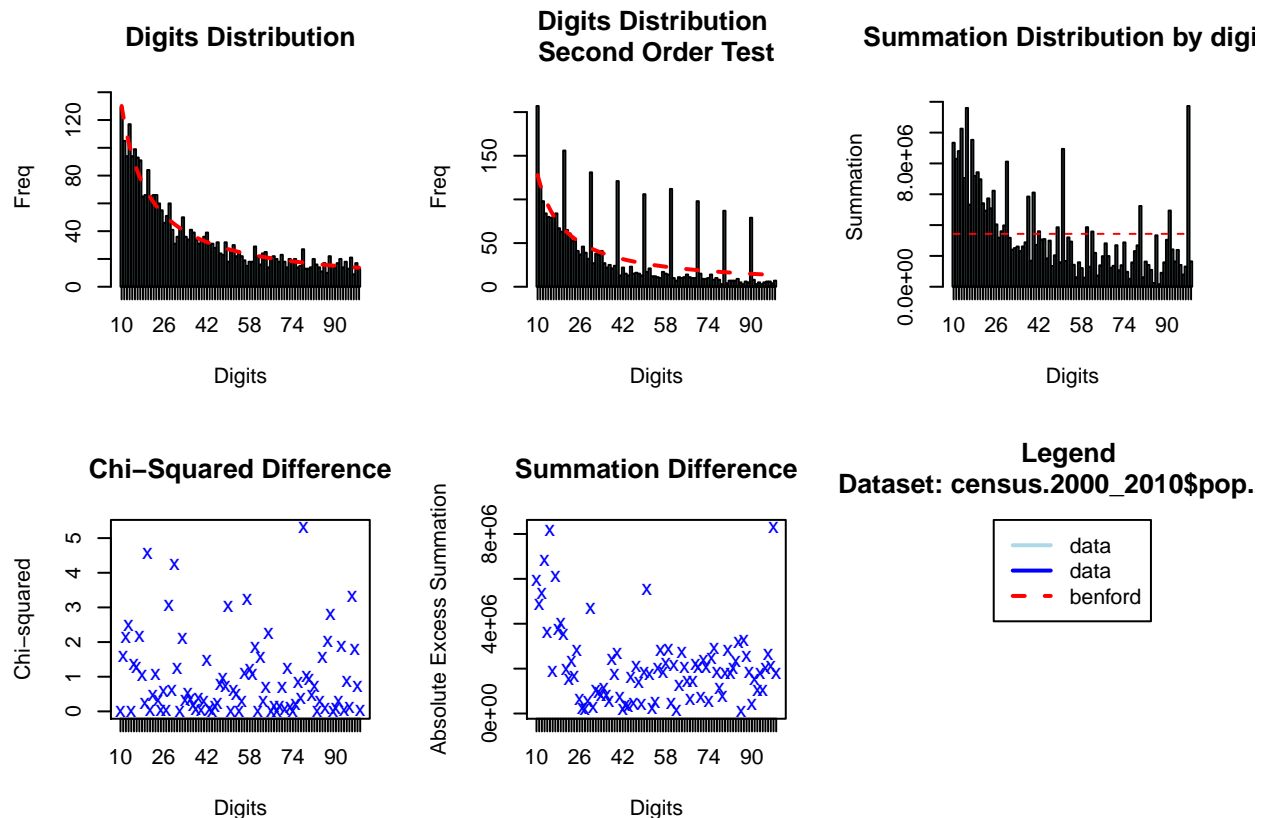 Digits Distribution
Freq
0 40 80 120
10 26 42 58 74 90
Digits
Digits Distribution
Second Order Test
Freq
0 50 150
10 26 42 58 74 90
Digits
Summation Distribution by digi
Summation
0.0e+00 8.0e+06
10 26 42 58 74 90
Digits
Chi−Squared Difference
Chi−squared
0 1 2 3 4 5
10 26 42 58 74 90
Digits
Summation Difference
Absolute Excess Summation
0e+00 4e+06 8e+06
10 26 42 58 74 90
Digits
Legend
Dataset: census.2000_2010$pop.
data
data
benford